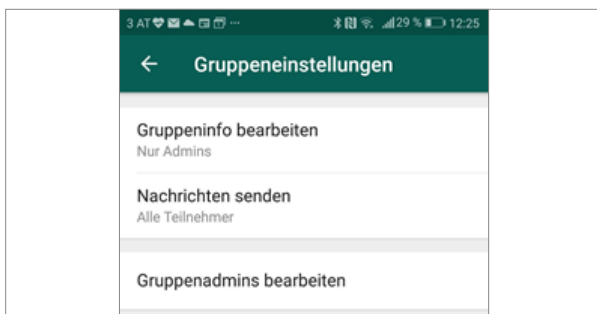 3 AT 29 % 12:25
Gruppeneinstellungen
Gruppeninfo bearbeiten
Nur Admins
Nachrichten senden
Alle Teilnehmer
Gruppenadmins bearbeiten